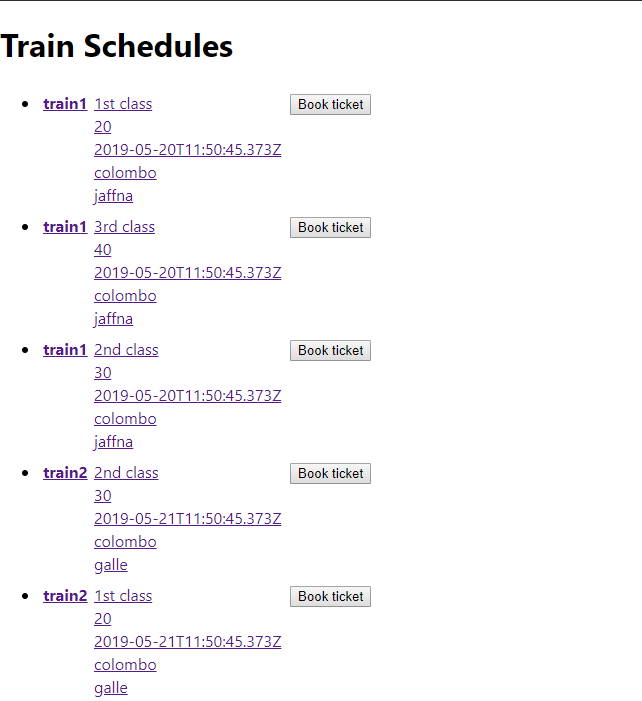 Train Schedules
train1 1st class Book ticket
20
2019-05-20T11:50:45.373Z
colombo
jaffna
train1 3rd class Book ticket
40
2019-05-20T11:50:45.373Z
colombo
jaffna
train1 2nd class Book ticket
30
2019-05-20T11:50:45.373Z
colombo
jaffna
train2 2nd class Book ticket
30
2019-05-21T11:50:45.373Z
colombo
galle
train2 1st class Book ticket
20
2019-05-21T11:50:45.373Z
colombo
galle